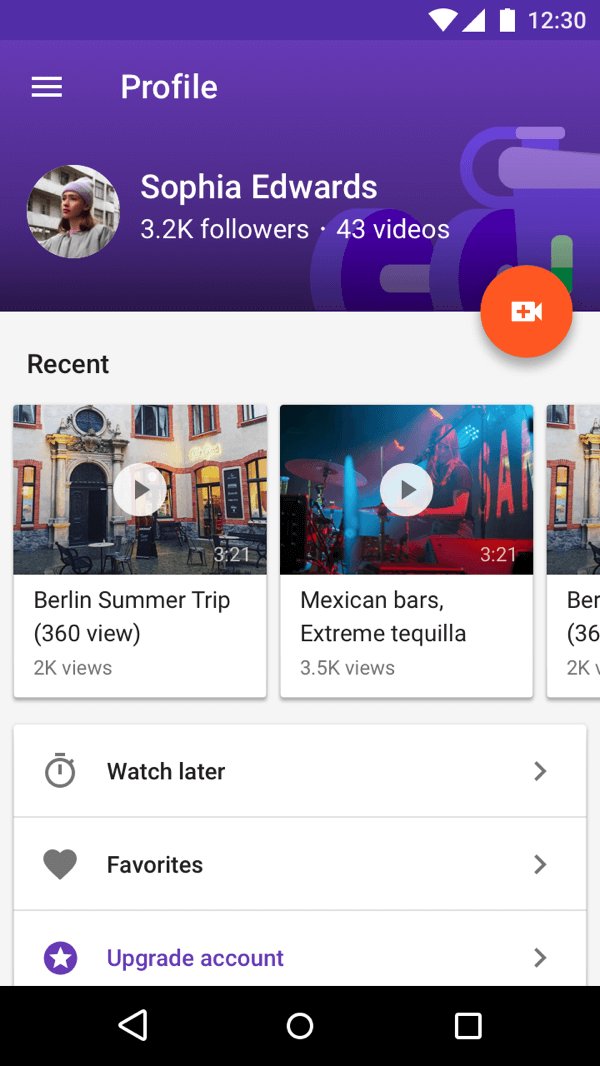 12:30
Profile
Sophia Edwards
3.2K followers · 43 videos
Recent
3:21
3:21
Berlin Summer Trip
(360 view)
2K views
Mexican bars,
Extreme tequilla
3.5K views
Ber
(36
2K v
Watch later
Favorites
Upgrade account